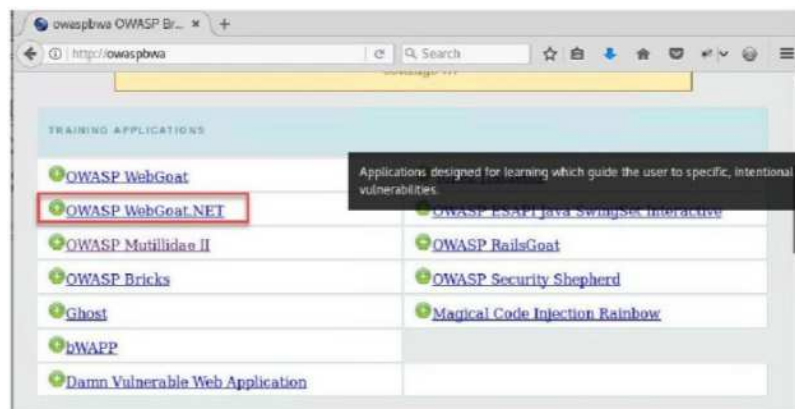 owaspbwa OWASP Br...
http://owaspbwa
Search
TRAINING APPLICATIONS
Applications designed for learning which guide the user to specific, intentional
vulnerabilities.
OWASP WebGoat
OWASP WebGoat.NET
OWASP ESAPI Java SwingSet Interactive
OWASP Mutillidae II
OWASP RailsGoat
OWASP Bricks
OWASP Security Shepherd
Ghost
Magical Code Injection Rainbow
bWAPP
Damn Vulnerable Web Application